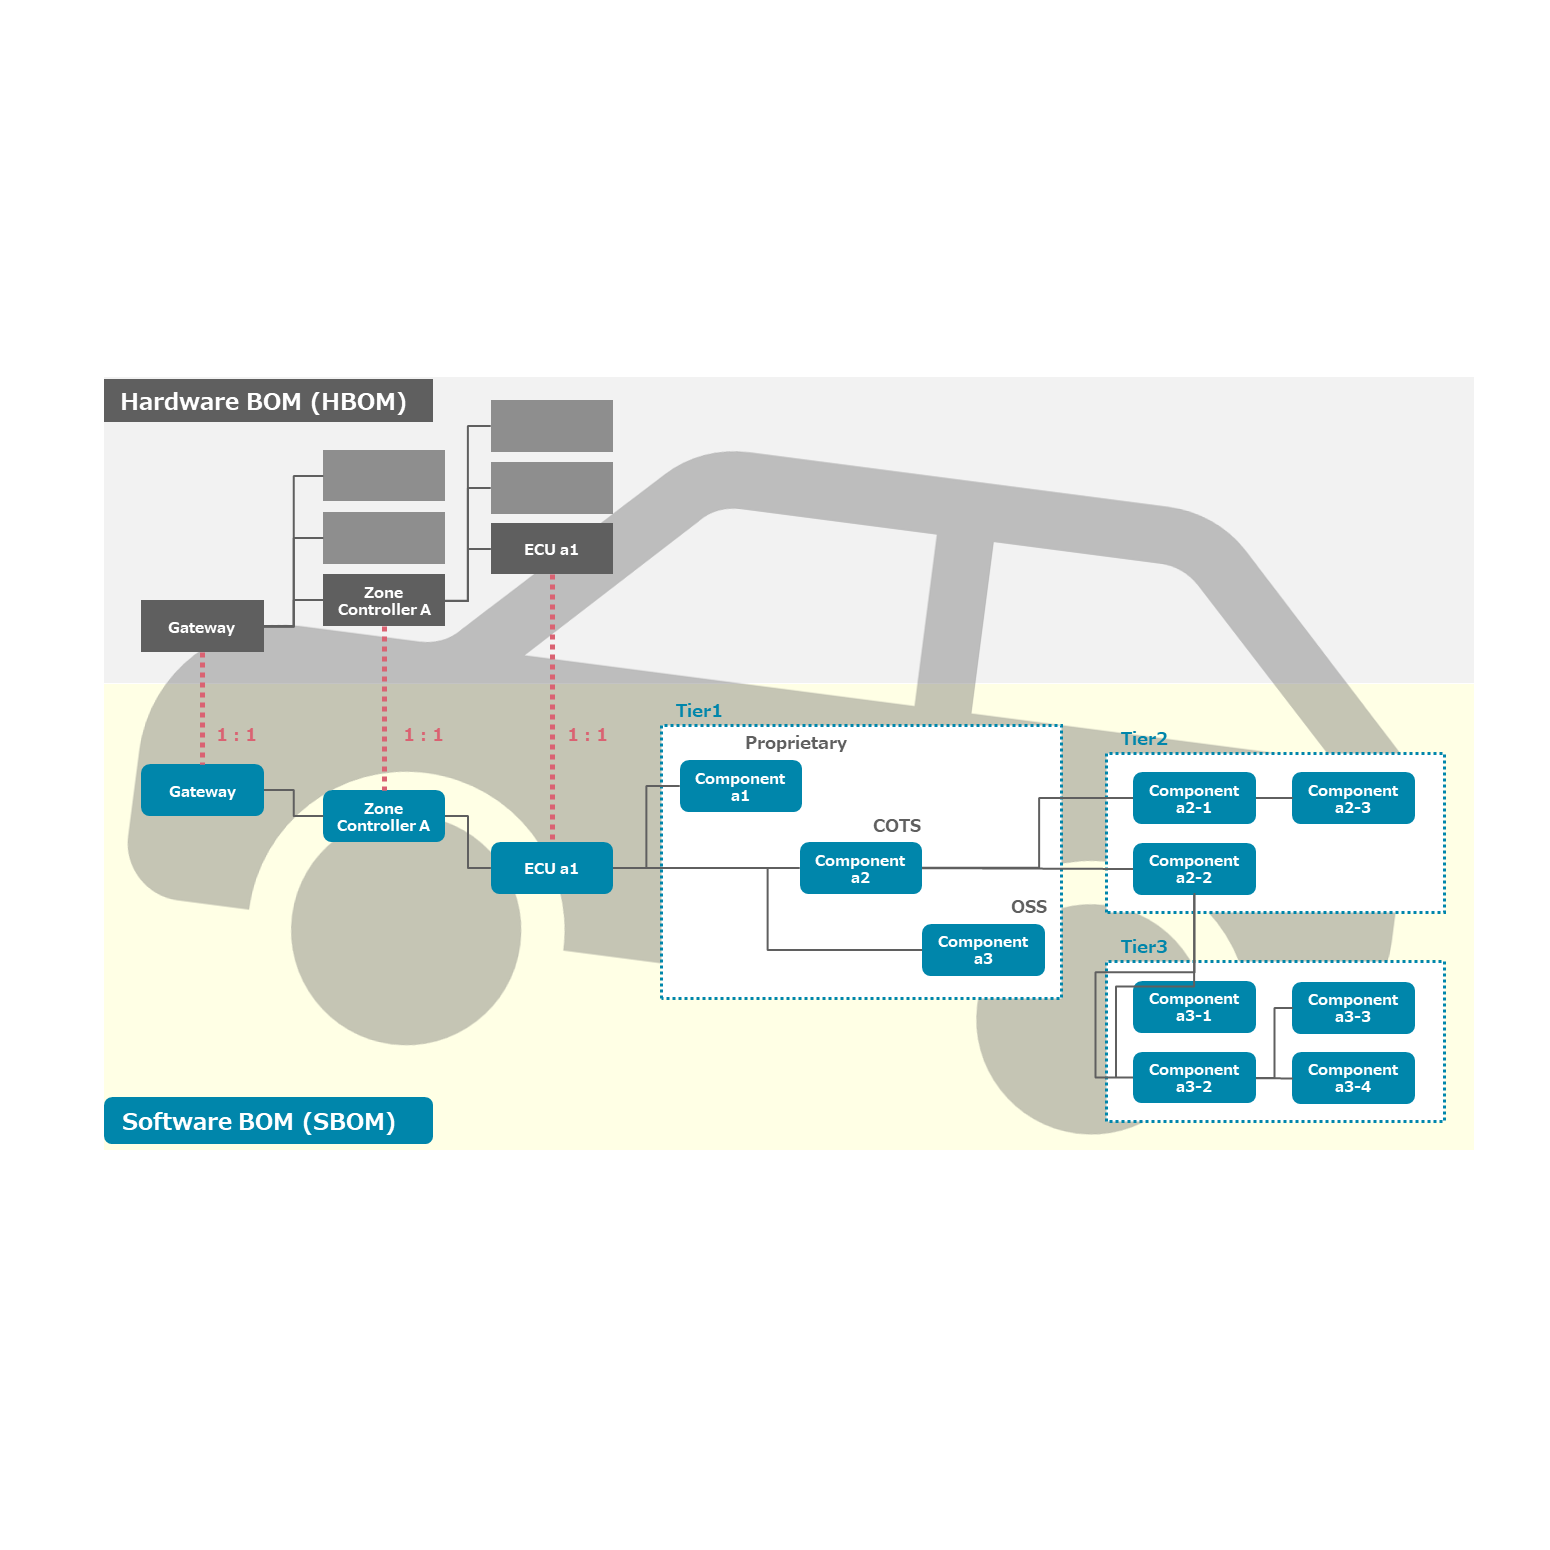 Hardware BOM (HBOM)
ECU a1
Zone
Controller A
Gateway
1 : 1
1 : 1
1 : 1
Gateway
Zone
Controller A
ECU a1
Tier1
Proprietary
Component
a1
COTS
Component
a2
OSS
Component
a3
Tier2
Component
a2-1
Component
a2-3
Component
a2-2
Tier3
Component
a3-1
Component
a3-3
Component
a3-2
Component
a3-4
Software BOM (SBOM)